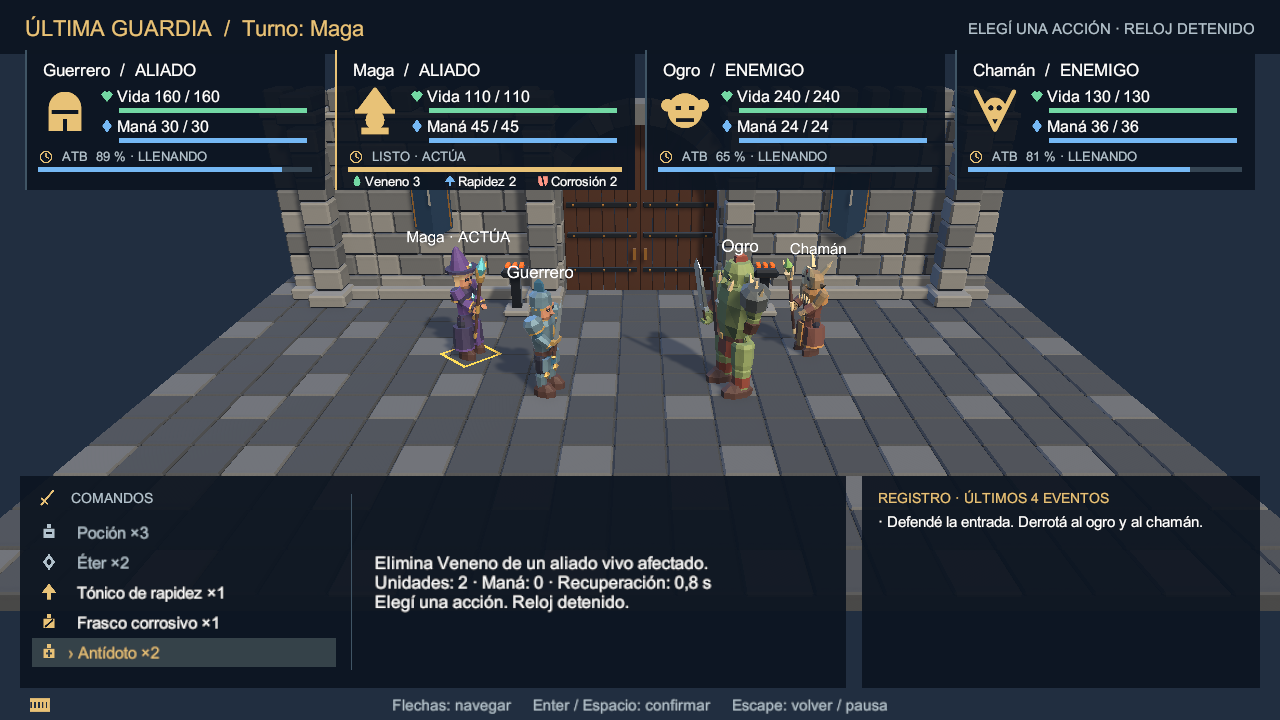 ÚLTIMA GUARDIA / Turno: Maga
ELEGÍ UNA ACCIÓN · RELOJ DETENIDO
Guerrero / ALIADO
Vida 160 / 160
Maná 30 / 30
ATB 89 % · LLENANDO
Maga / ALIADO
Vida 110 / 110
Maná 45 / 45
LISTO · ACTÚA
Veneno 3 Rapidez 2 Corrosión 2
Ogro / ENEMIGO
Vida 240 / 240
Maná 24 / 24
ATB 65 % · LLENANDO
Chamán / ENEMIGO
Vida 130 / 130
Maná 36 / 36
ATB 81 % · LLENANDO
Maga · ACTÚA
Guerrero
Ogro
Chamán
COMANDOS
Poción ×3
Éter ×2
Tónico de rapidez ×1
Frasco corrosivo ×1
› Antídoto ×2
Elimina Veneno de un aliado vivo afectado.
Unidades: 2 · Maná: 0 · Recuperación: 0,8 s
Elegí una acción. Reloj detenido.
REGISTRO · ÚLTIMOS 4 EVENTOS
· Defendé la entrada. Derrotá al ogro y al chamán.
Flechas: navegar Enter / Espacio: confirmar Escape: volver / pausa